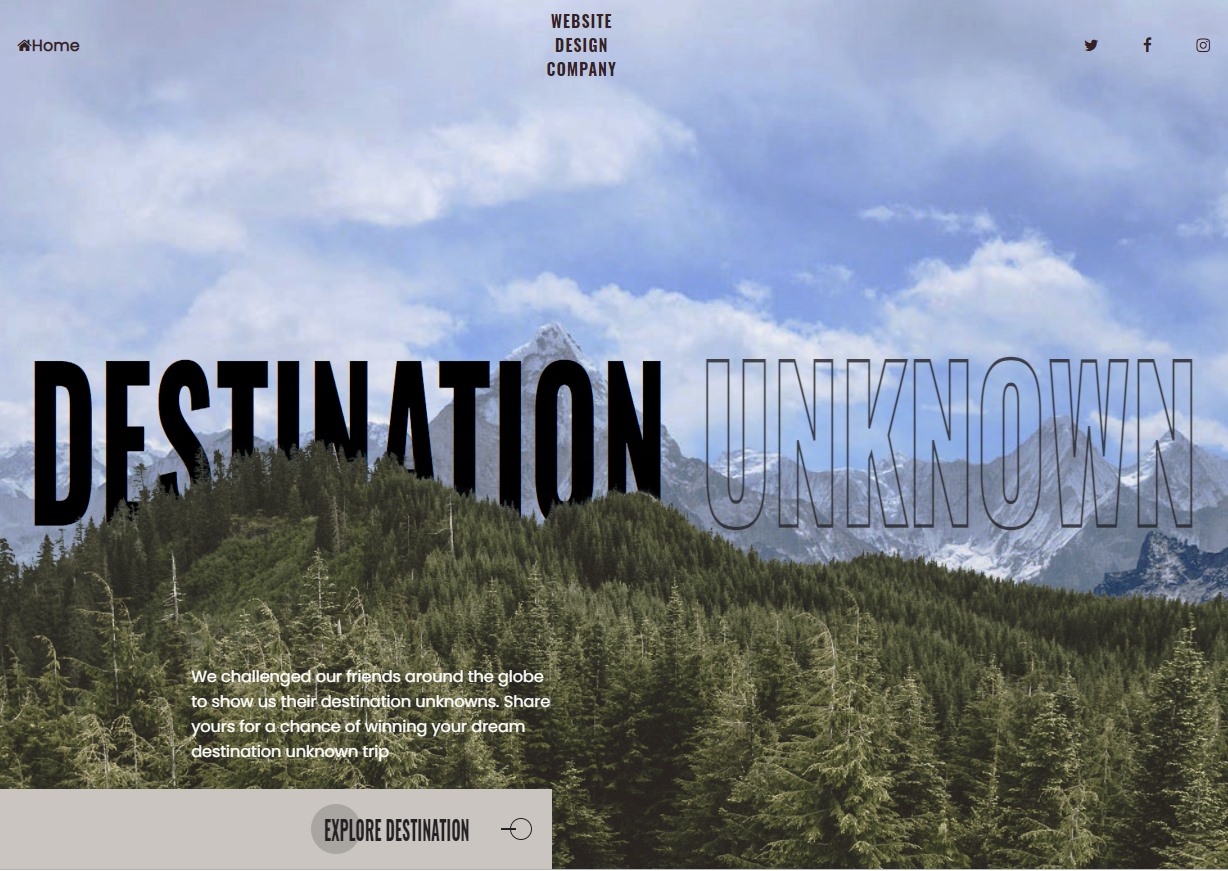 Home
WEBSITE
DESIGN
COMPANY
DESTINATION UNKNOWN
We challenged our friends around the globe
to show us their destination unknowns. Share
yours for a chance of winning your dream
destination unknown trip
EXPLORE DESTINATION